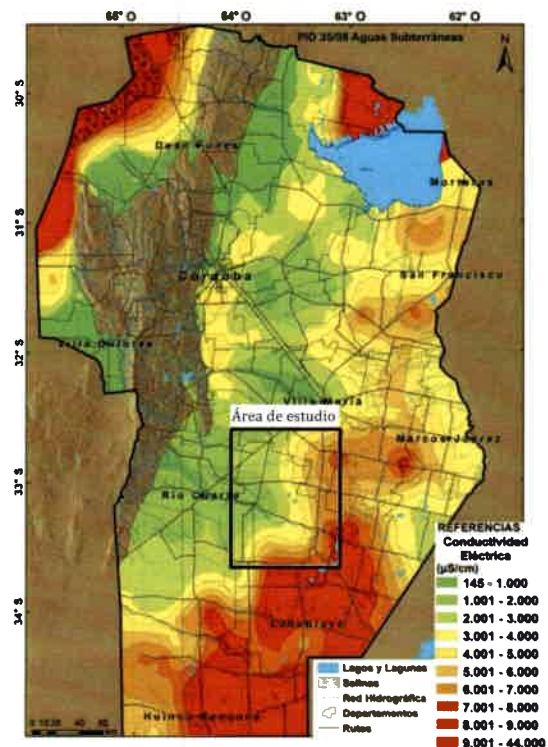 65° O 64° O 63° O 62° O
PID 35/08 Aguas Subterráneas
N
30° S
Deán Funes
Morteros
31° S
San Francisco
Córdoba
32° S
Villa Dolores
Villa María
Área de estudio
Marcos Juárez
33° S
Río Cuarto
34° S
Laboulaye
Huinca Renancó
REFERENCIAS
Conductividad
Eléctrica
(µS/cm)
145 - 1.000
1.001 - 2.000
2.001 - 3.000
3.001 - 4.000
4.001 - 5.000
5.001 - 6.000
6.001 - 7.000
7.001 - 8.000
8.001 - 9.000
9.001 - 44.000
Lagos y Lagunas
Salinas
Red Hidrográfica
Departamentos
Rutas